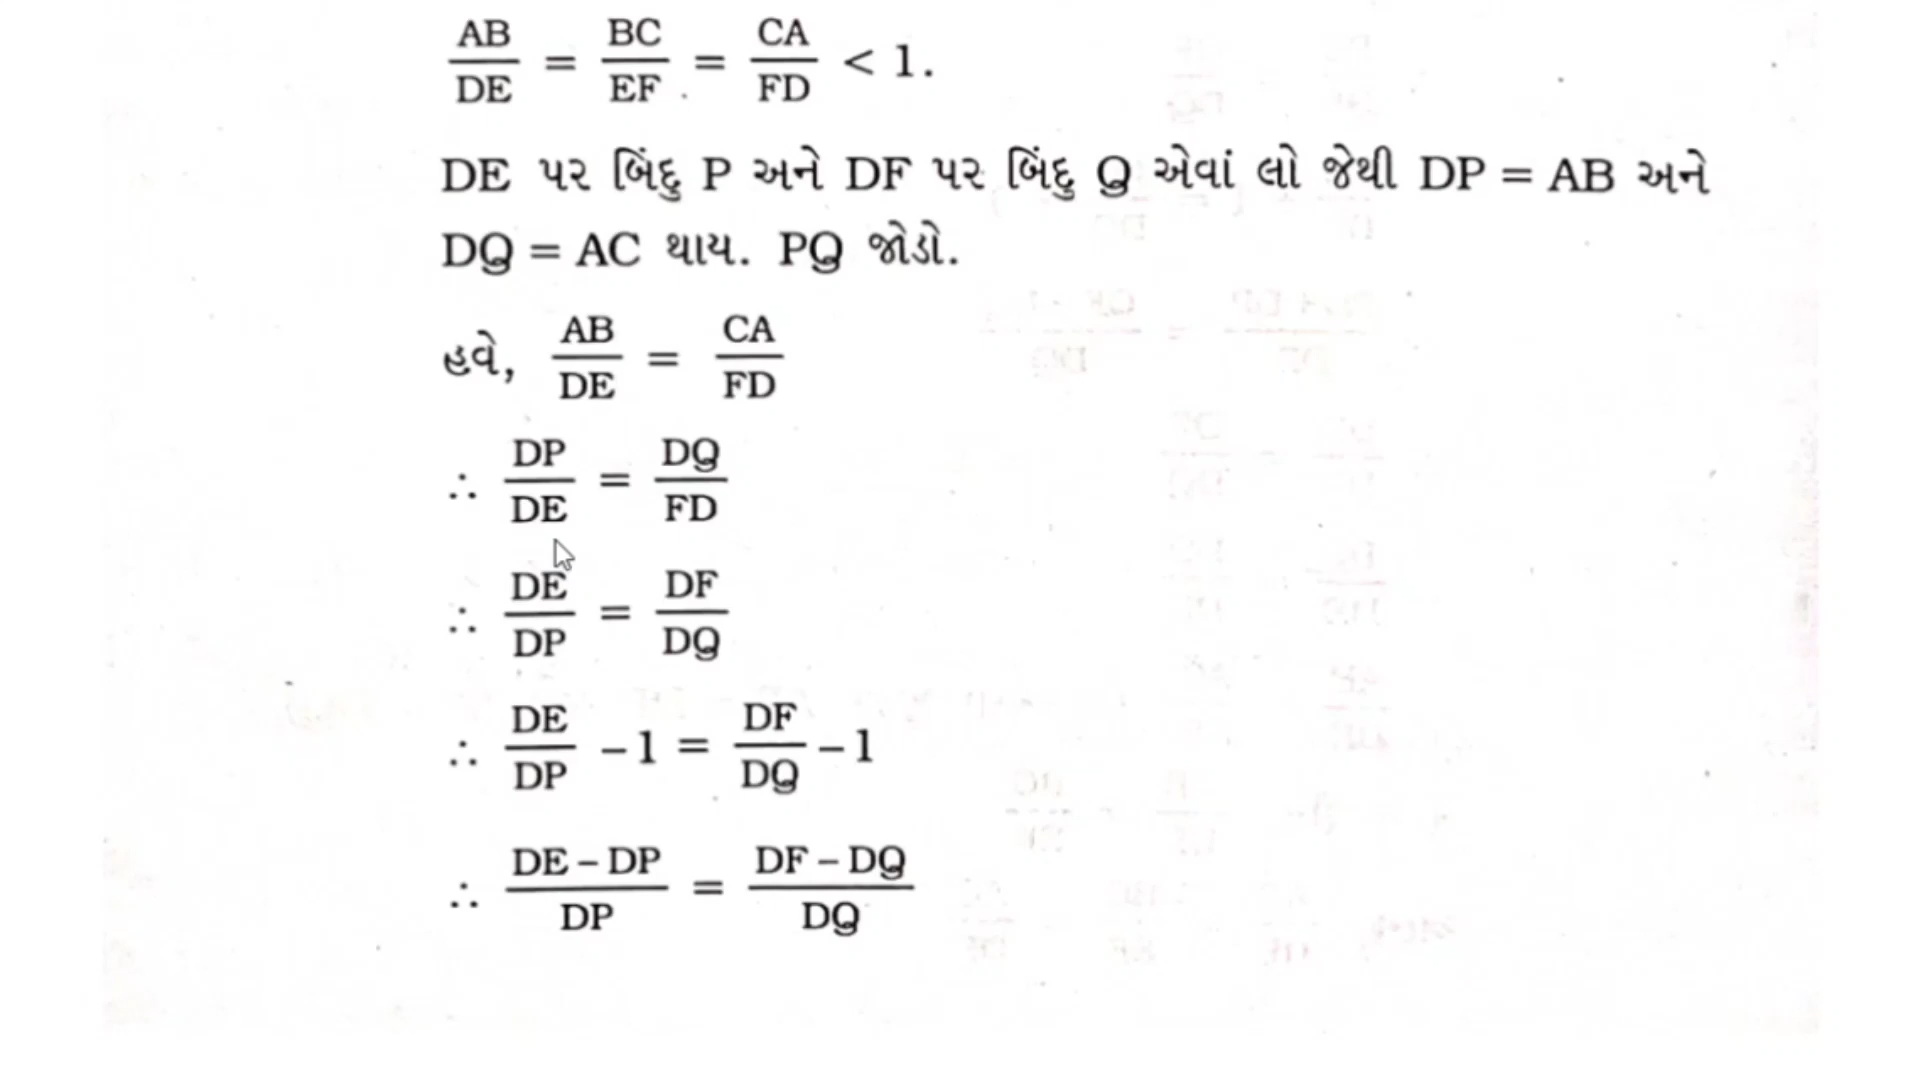 AB/DE = BC/EF = CA/FD < 1.
DE પર બિંદુ P અને DF પર બિંદુ Q એવાં લો જેથી DP = AB અને
DQ = AC થાય. PQ જોડો.
હવે, AB/DE = CA/FD
∴ DP/DE = DQ/FD
∴ DE/DP = DF/DQ
∴ DE/DP – 1 = DF/DQ – 1
∴ DE – DP/DP = DF – DQ/DQ